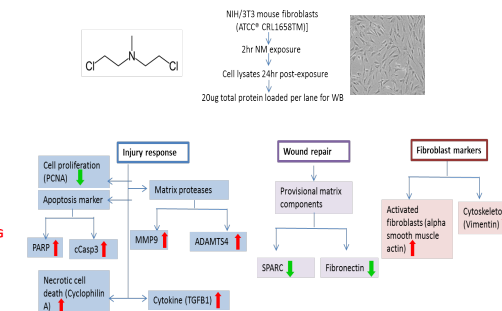 NIH/3T3 mouse fibroblasts
(ATCC® CRL1658TM)]
2hr NM exposure
Cell lysates 24hr post-exposure
20ug total protein loaded per lane for WB
N
Cl
Cl
Injury response
Cell proliferation
(PCNA)
Apoptosis marker
PARP
cCasp3
Necrotic cell
death (Cyclophilin
A)
Matrix proteases
MMP9
ADAMTS4
Cytokine (TGFB1)
Wound repair
Provisional matrix
components
SPARC
Fibronectin
Fibroblast markers
Activated
fibroblasts (alpha
smooth muscle
actin)
Cytoskeleto
(Vimentin)
G